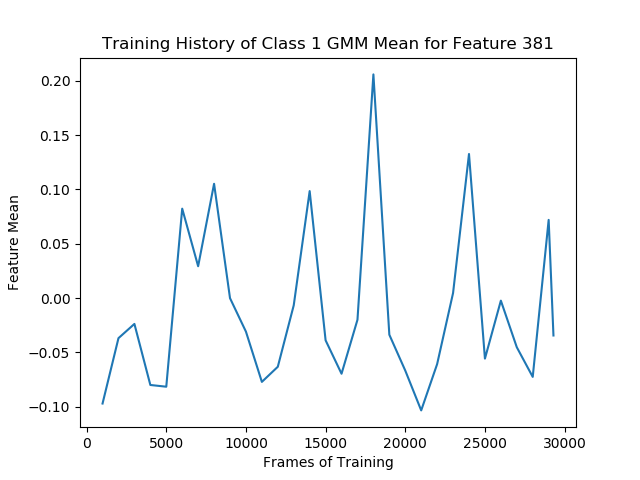 Training History of Class 1 GMM Mean for Feature 381
0.20
0.15
0.10
0.05
0.00
−0.05
−0.10
Feature Mean
0 5000 10000 15000 20000 25000 30000
Frames of Training